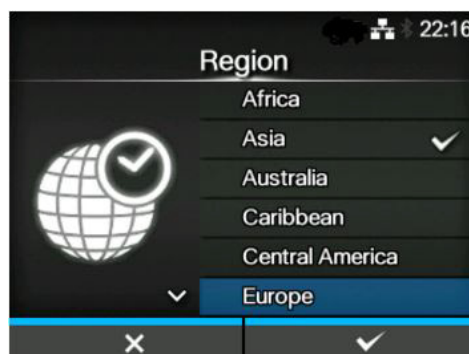 22:16
Region
Africa
Asia
Australia
Caribbean
Central America
Europe